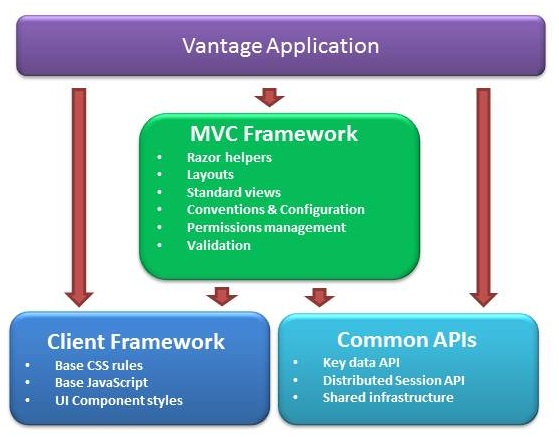 Vantage Application
MVC Framework
• Razor helpers
• Layouts
• Standard views
• Conventions & Configuration
• Permissions management
• Validation
Client Framework
• Base CSS rules
• Base JavaScript
• UI Component styles
Common APIs
• Key data API
• Distributed Session API
• Shared infrastructure